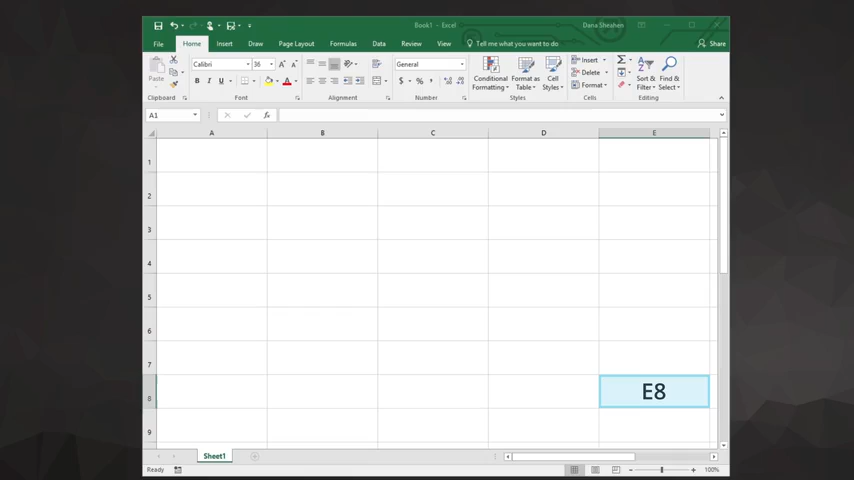 Book1 - Excel
Dana Sheahen
File Home Insert Draw Page Layout Formulas Data Review View Tell me what you want to do Share
Paste
Calibri 36
B I U A
General
$ % ,
Conditional Formatting
Format as Table
Cell Styles
Insert
Delete
Format
Sort & Filter
Find & Select
Clipboard Font Alignment Number Styles Cells Editing
A1 fx
A B C D E
1
2
3
4
5
6
7
8 E8
9
Sheet1
Ready 100%